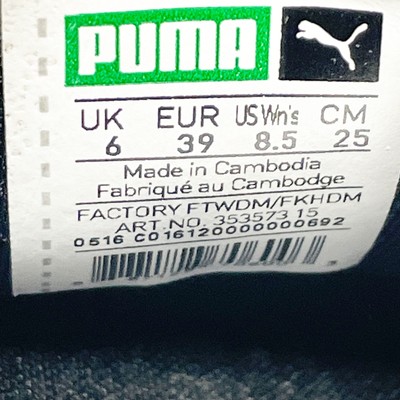 PUMA
UK EUR US Wn's CM
6 39 8.5 25
Made in Cambodia
Fabriqué au Cambodge
FACTORY FTWDM/FKHDM
ART.NO. 353573 15
0516 C016120000000692